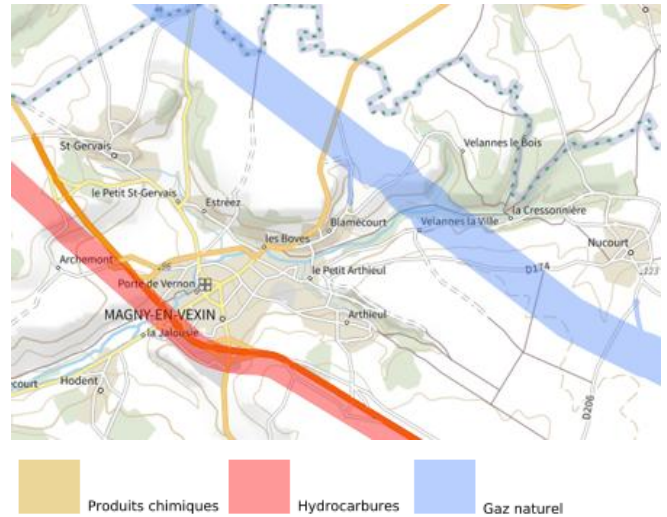 St-Gervais
Velannes le Bois
le Petit St-Gervais
Estréez
la Cressonnière
Blamécourt
Velannes la Ville
les Boves
Nucourt
Archemont
D174
le Petit Arthieul
Porte de Vernon
MAGNY-EN-VEXIN
Arthieul
la Jalousie
Hodent
court
D206
Produits chimiques
Hydrocarbures
Gaz naturel